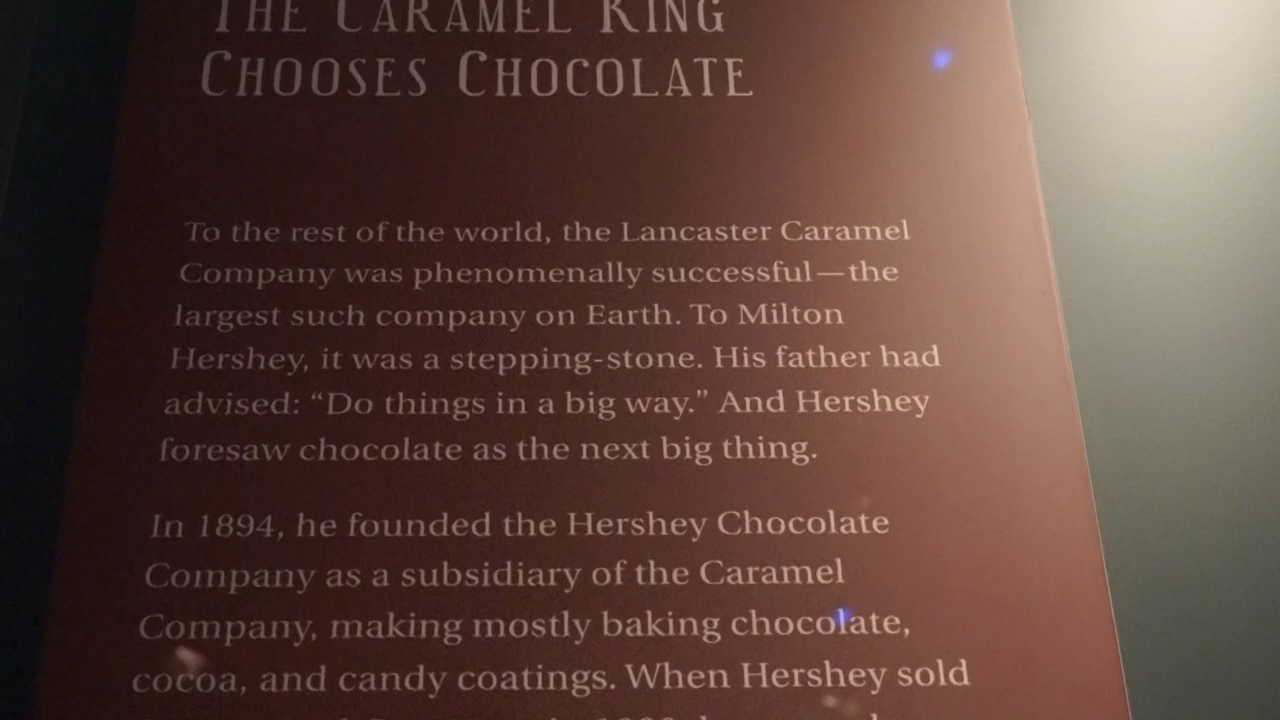 THE CARAMEL KING
CHOOSES CHOCOLATE
To the rest of the world, the Lancaster Caramel
Company was phenomenally successful—the
largest such company on Earth. To Milton
Hershey, it was a stepping-stone. His father had
advised: “Do things in a big way.” And Hershey
foresaw chocolate as the next big thing.
In 1894, he founded the Hershey Chocolate
Company as a subsidiary of the Caramel
Company, making mostly baking chocolate,
cocoa, and candy coatings. When Hershey sold